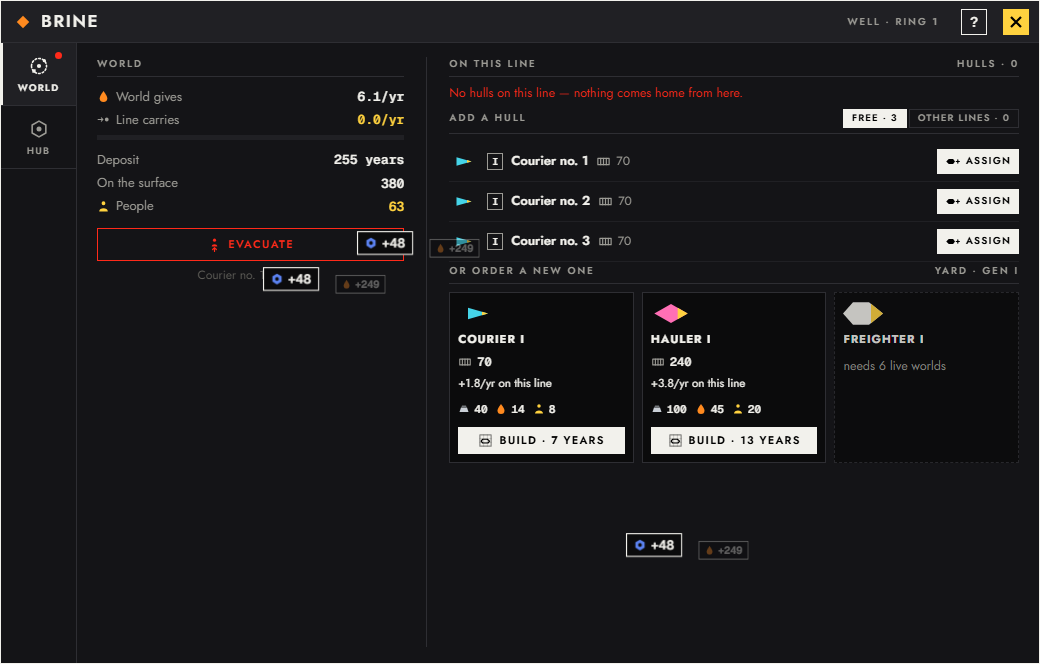 BRINE
WELL · RING 1
?
WORLD
HUB
WORLD
World gives 6.1/yr
Line carries 0.0/yr
Deposit 255 years
On the surface 380
People 63
EVACUATE
+48
+249
Courier no.
+48
+249
ON THIS LINE HULLS · 0
No hulls on this line — nothing comes home from here.
ADD A HULL FREE · 3 OTHER LINES · 0
I Courier no. 1 70 ASSIGN
I Courier no. 2 70 ASSIGN
I Courier no. 3 70 ASSIGN
OR ORDER A NEW ONE YARD · GEN I
COURIER I
70
+1.8/yr on this line
40 14 8
BUILD · 7 YEARS
HAULER I
240
+3.8/yr on this line
100 45 20
BUILD · 13 YEARS
FREIGHTER I
needs 6 live worlds
+48
+249